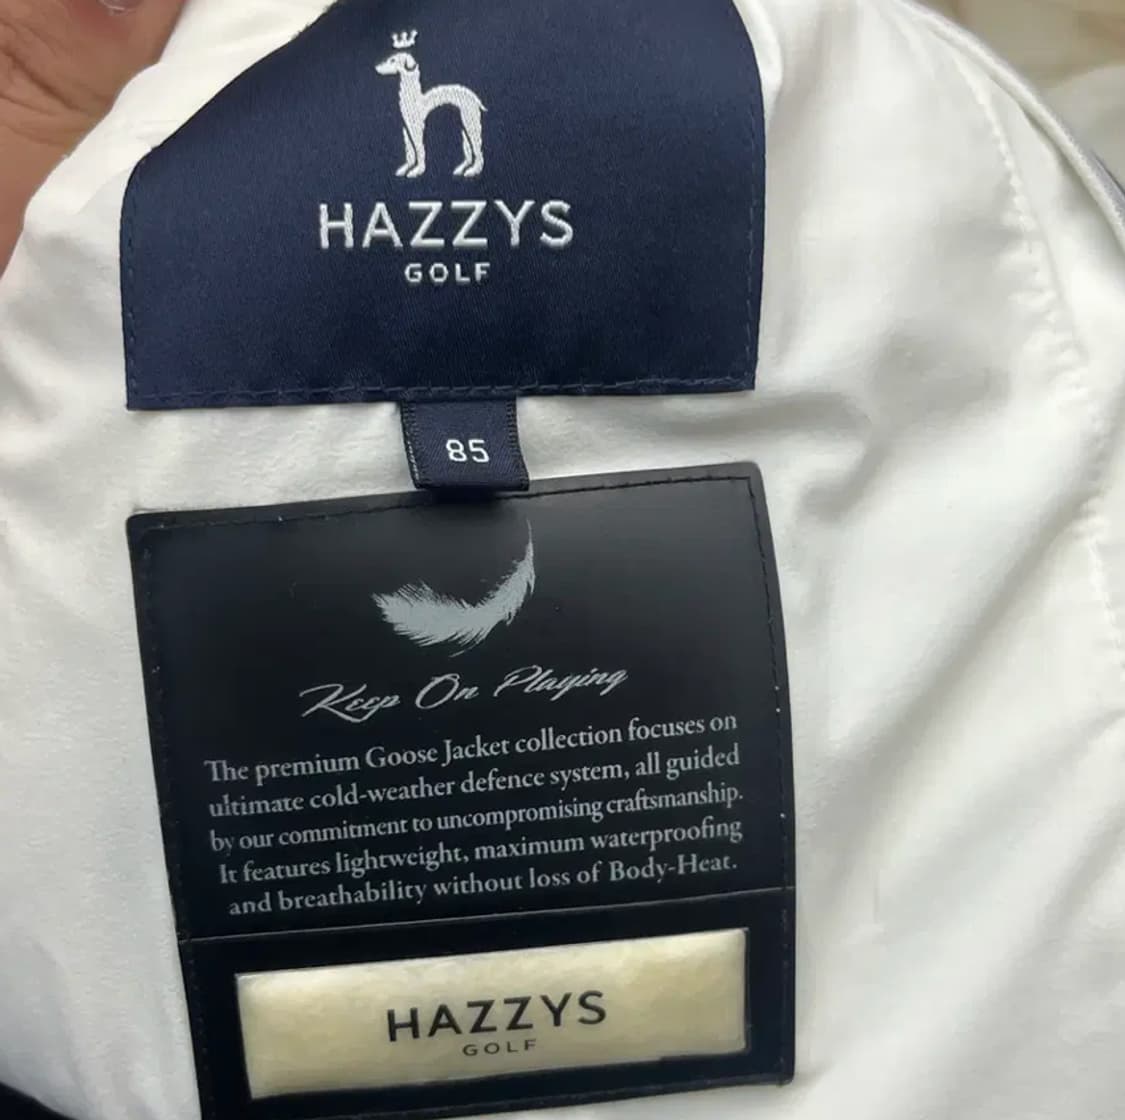 HAZZYS
GOLF
85
Keep On Playing
The premium Goose Jacket collection focuses on
ultimate cold-weather defence system, all guided
by our commitment to uncompromising craftsmanship.
It features lightweight, maximum waterproofing
and breathability without loss of Body-Heat.
HAZZYS
GOLF